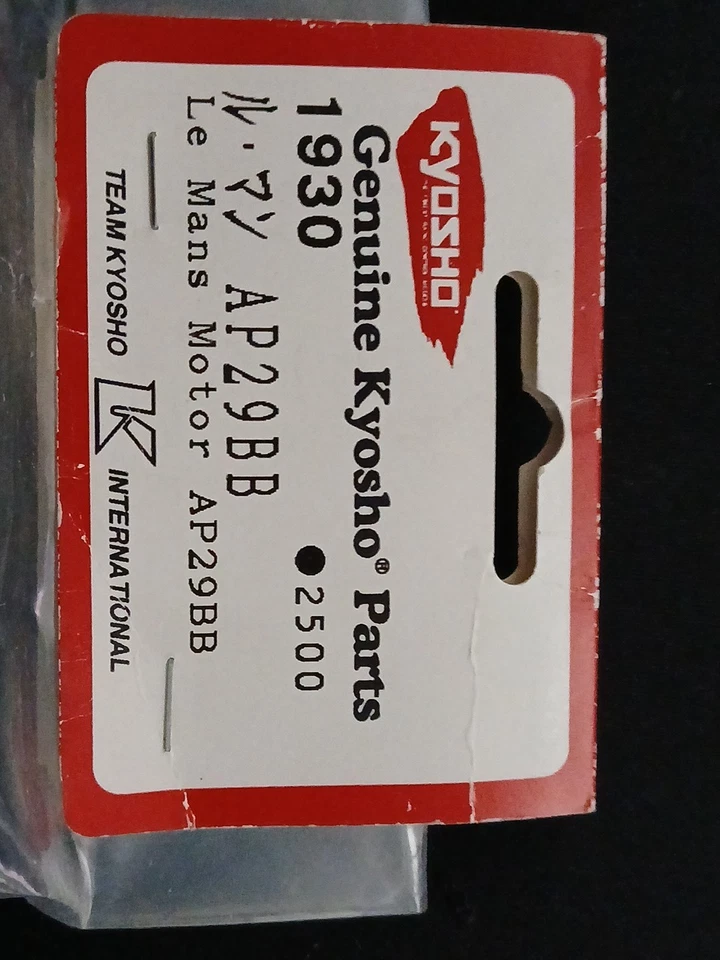 KYOSHO
Genuine Kyosho® Parts
1930 ●2500
ル・マン AP29BB
Le Mans Motor AP29BB
TEAM KYOSHO K INTERNATIONAL